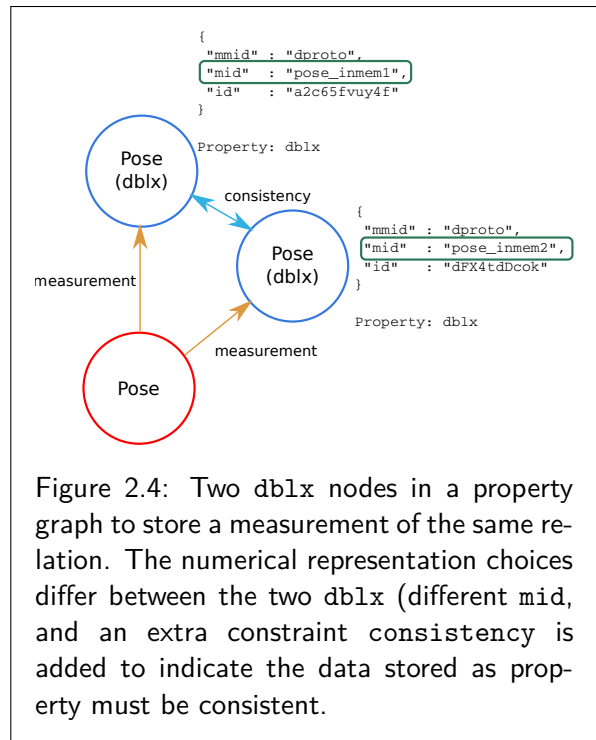 {
"mmid" : "dproto",
"mid" : "pose_inmem1",
"id" : "a2c65fvuy4f"
}
Property: dblx
Pose
(dblx)
consistency
{
"mmid" : "dproto",
"mid" : "pose_inmem2",
"id" : "dFX4tdDcok"
}
Property: dblx
Pose
(dblx)
measurement
measurement
Pose
Figure 2.4: Two dblx nodes in a property
graph to store a measurement of the same re-
lation. The numerical representation choices
differ between the two dblx (different mid,
and an extra constraint consistency is
added to indicate the data stored as prop-
erty must be consistent.